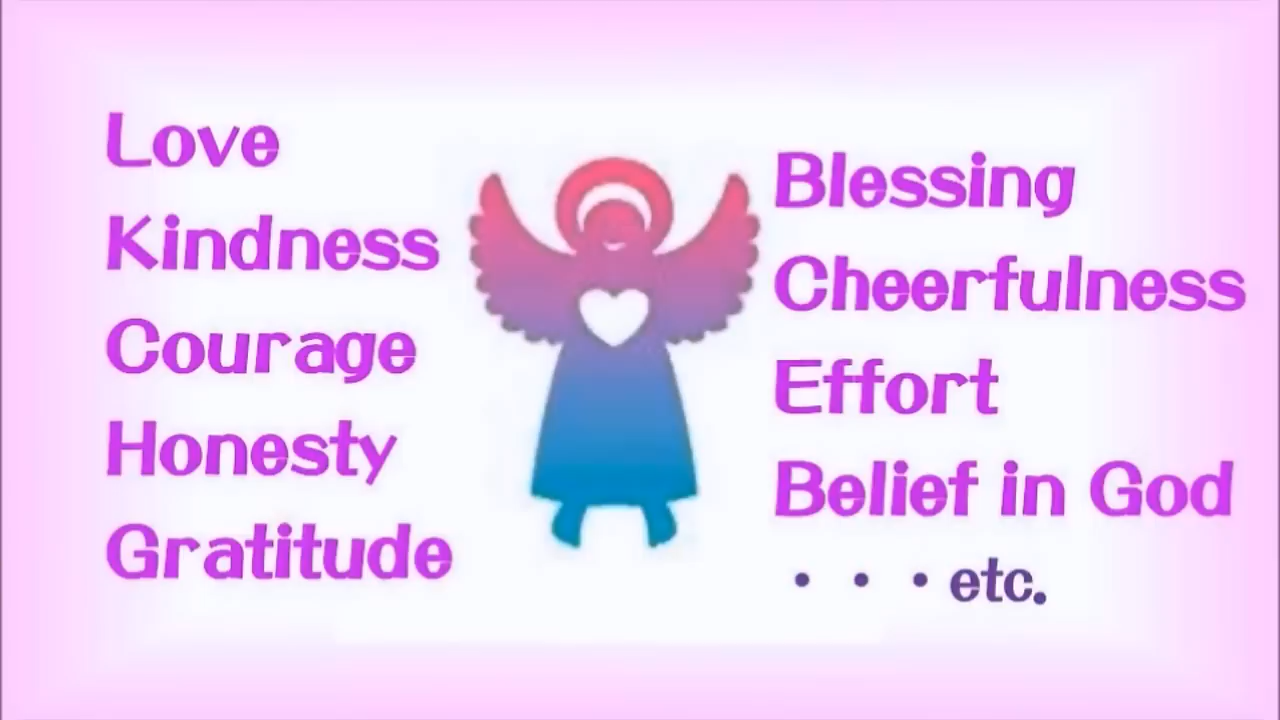 Love
Kindness
Courage
Honesty
Gratitude
Blessing
Cheerfulness
Effort
Belief in God
・・・etc.